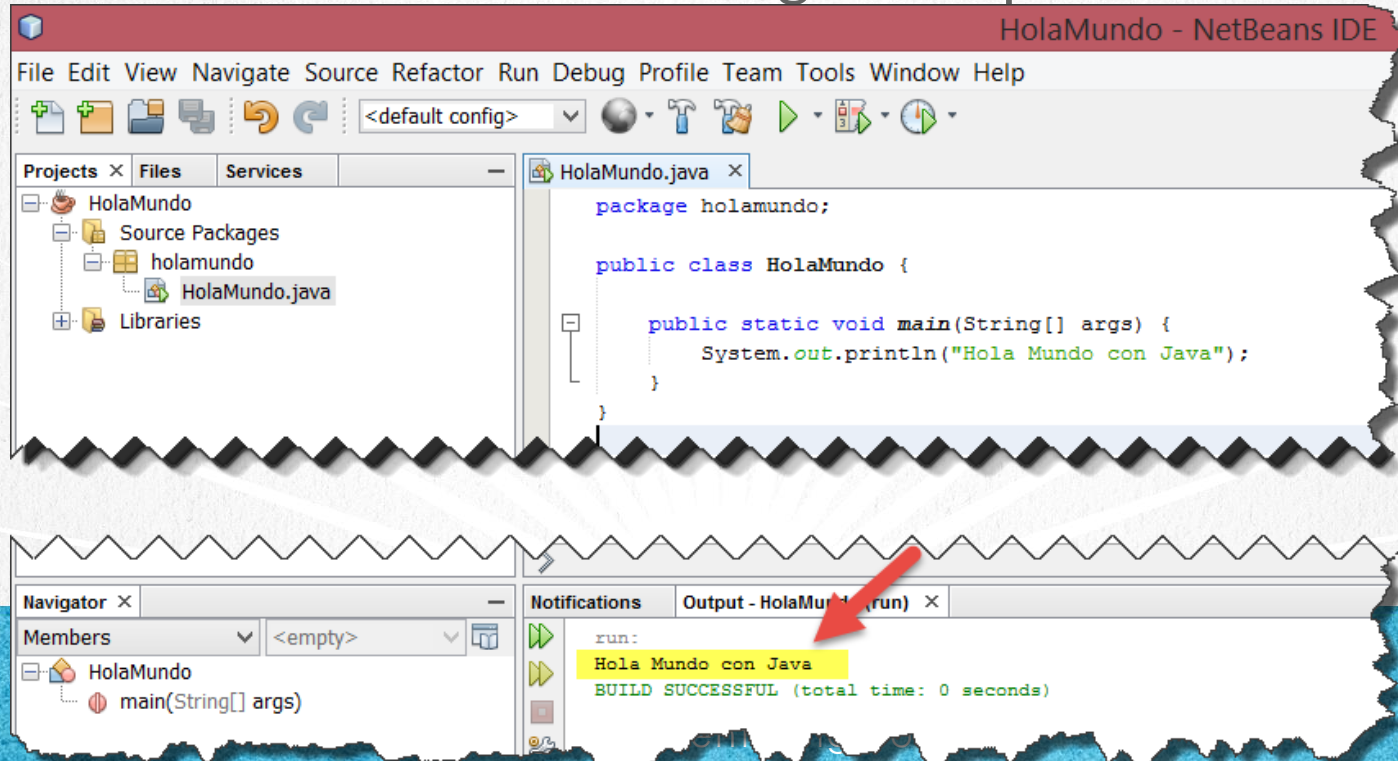 HolaMundo - NetBeans IDE
File Edit View Navigate Source Refactor Run Debug Profile Team Tools Window Help
<default config>
Projects Files Services
HolaMundo
Source Packages
holamundo
HolaMundo.java
Libraries
HolaMundo.java
package holamundo;
public class HolaMundo {
public static void main(String[] args) {
System.out.println("Hola Mundo con Java");
}
}
Navigator
Members <empty>
HolaMundo
main(String[] args)
Notifications Output - (run)
run:
Hola Mundo con Java
BUILD SUCCESSFUL (total time: 0 seconds)